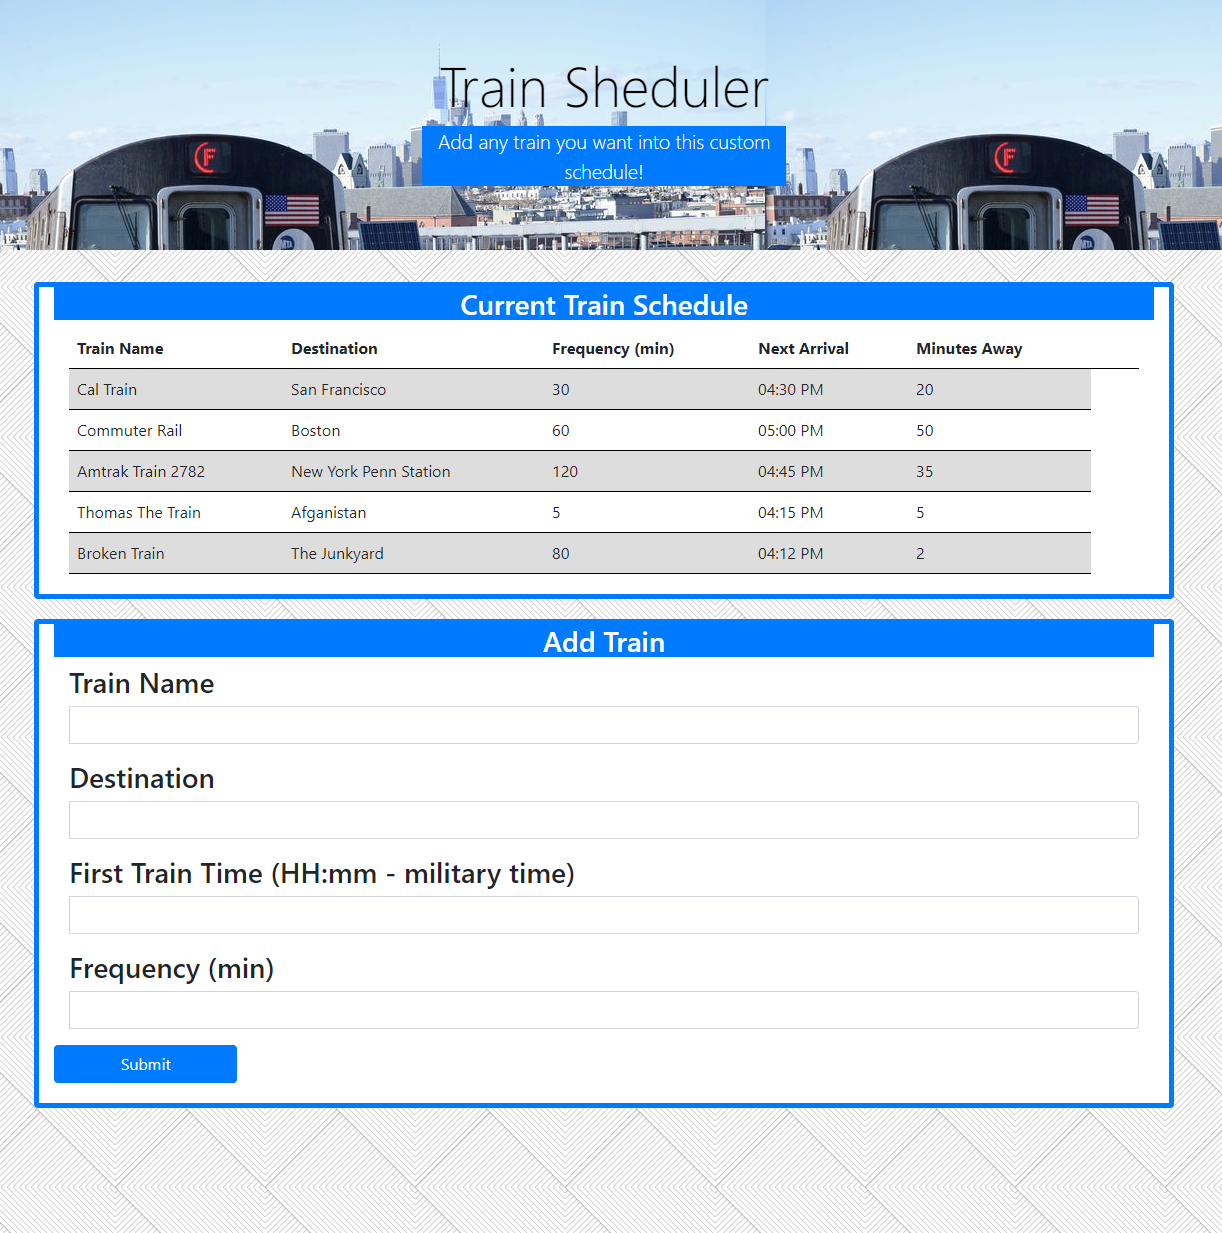 Train Sheduler
Add any train you want into this custom
schedule!
F
F
MTA
Current Train Schedule
Train Name Destination Frequency (min) Next Arrival Minutes Away
Cal Train San Francisco 30 04:30 PM 20
Commuter Rail Boston 60 05:00 PM 50
Amtrak Train 2782 New York Penn Station 120 04:45 PM 35
Thomas The Train Afganistan 5 04:15 PM 5
Broken Train The Junkyard 80 04:12 PM 2
Add Train
Train Name
Destination
First Train Time (HH:mm - military time)
Frequency (min)
Submit